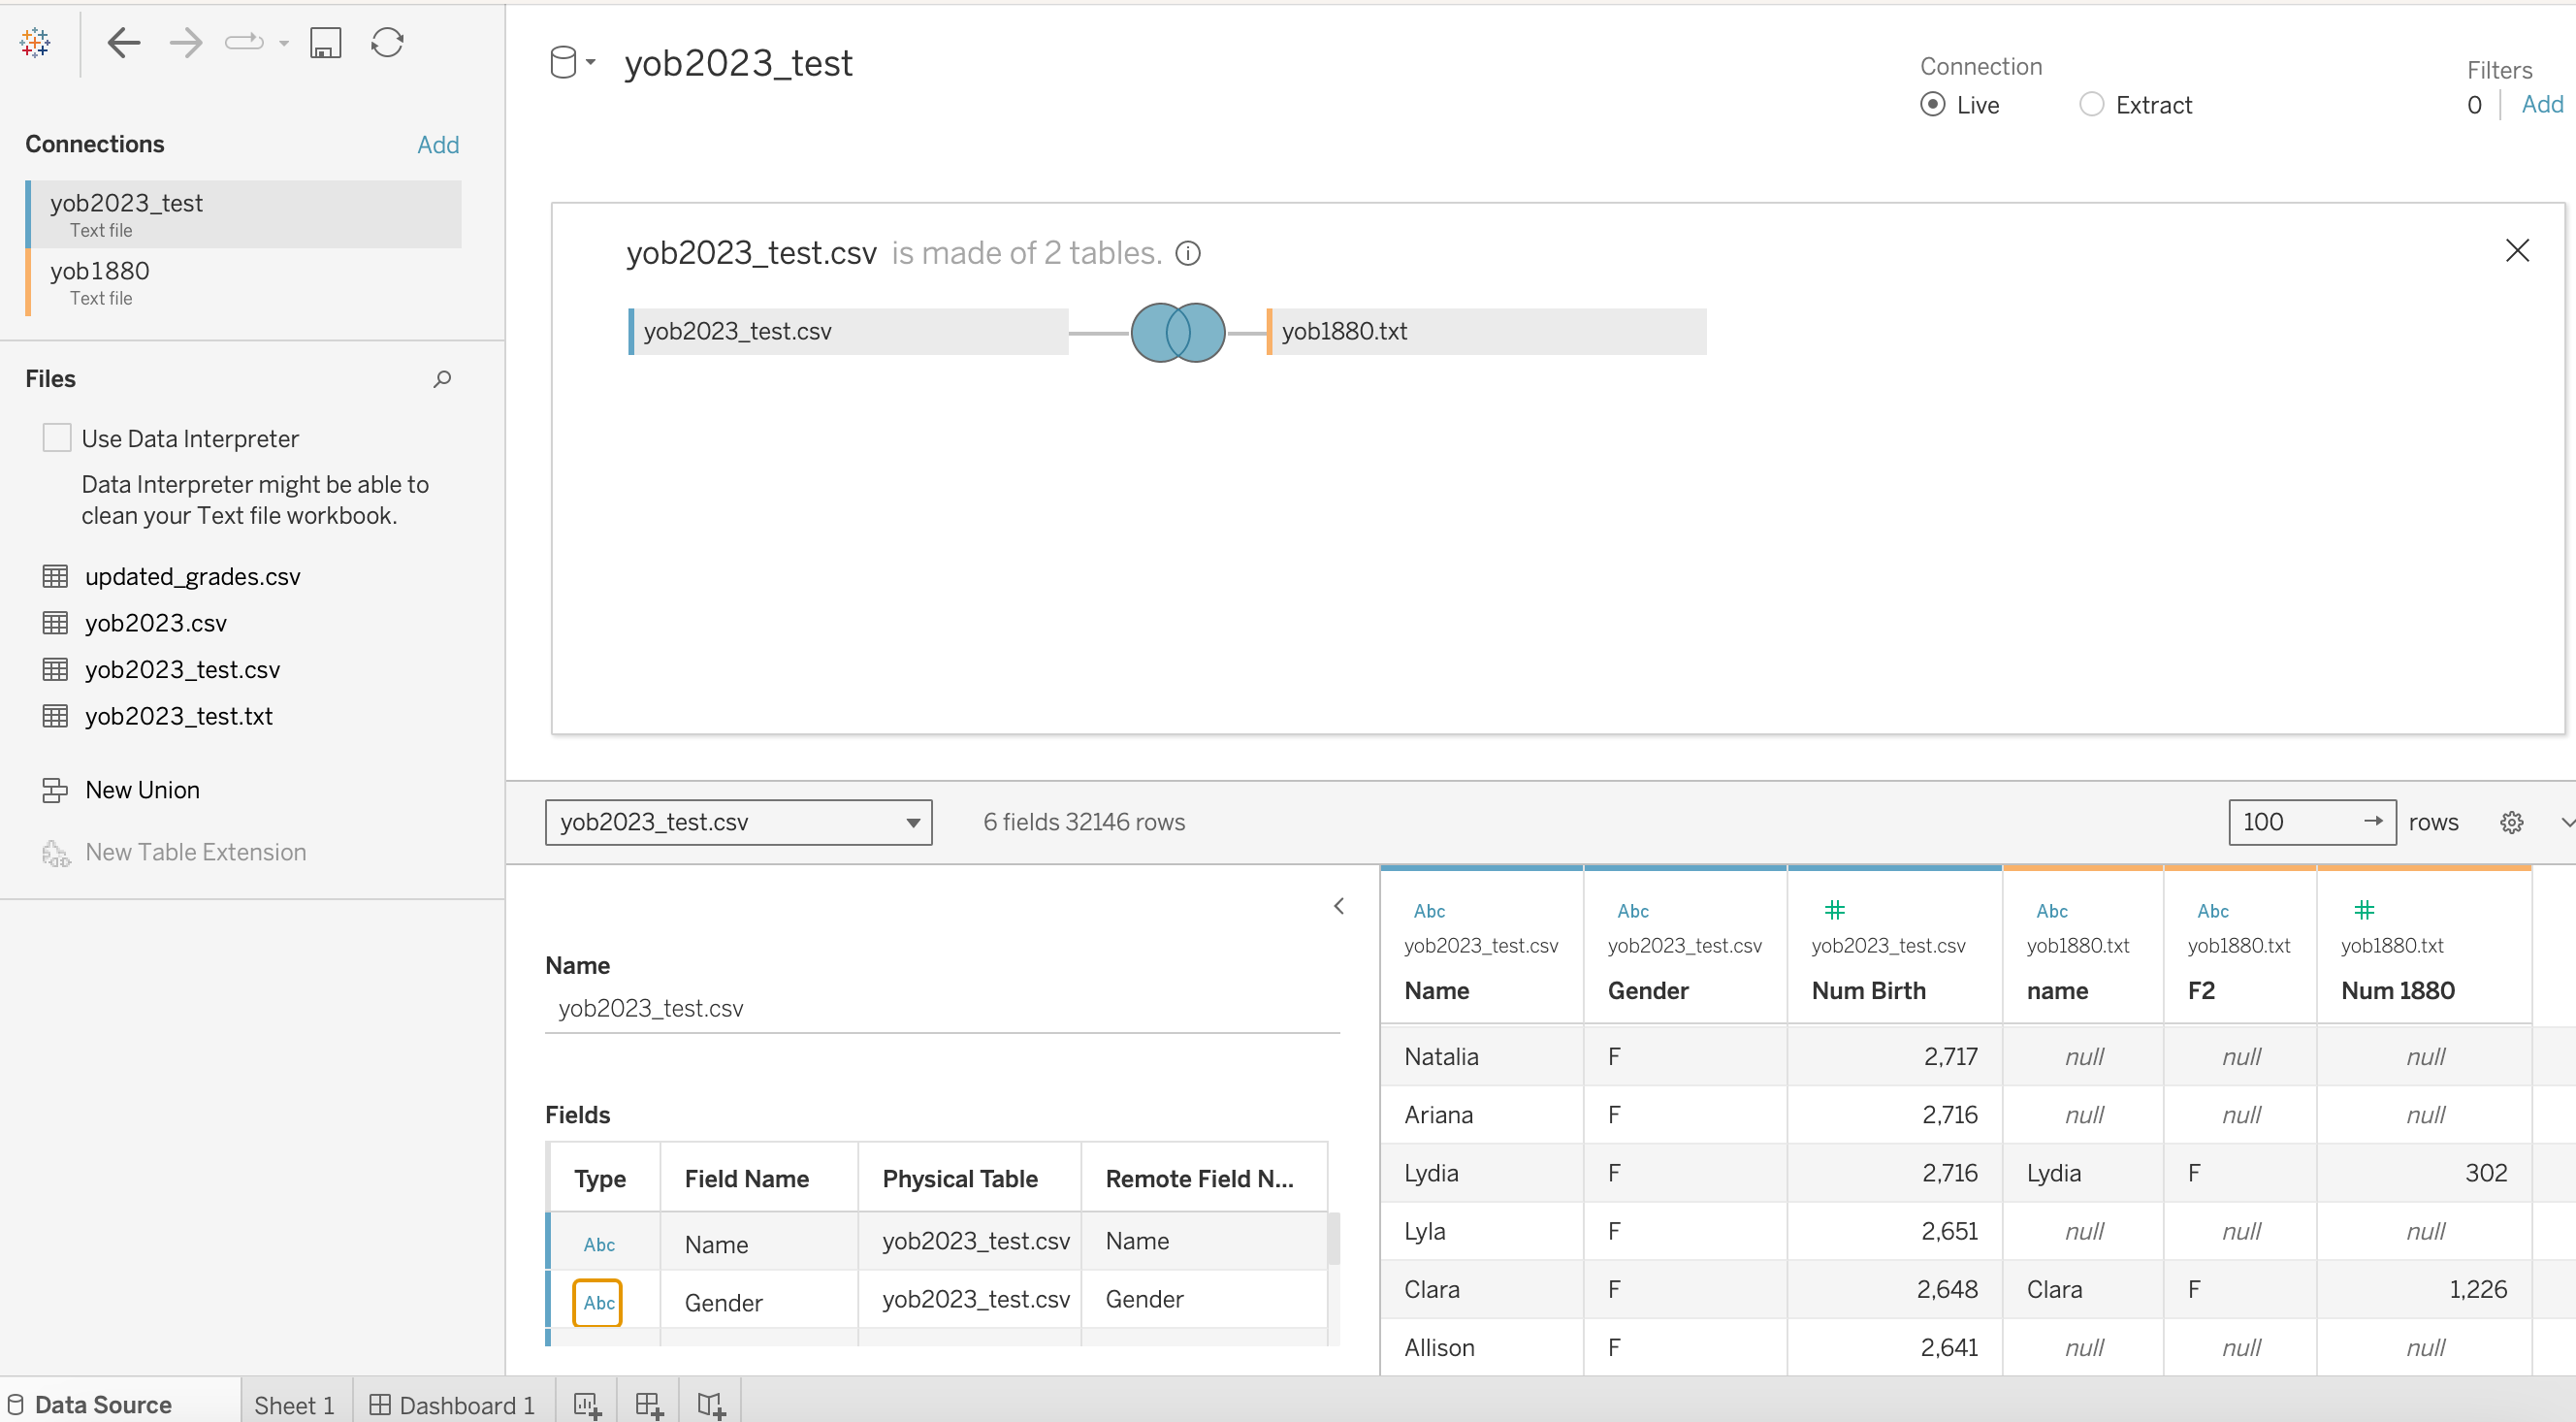 yob2023_test
Connection
Live
Extract
Filters
0
Add
Connections
Add
yob2023_test
Text file
yob1880
Text file
Files
Use Data Interpreter
Data Interpreter might be able to
clean your Text file workbook.
updated_grades.csv
yob2023.csv
yob2023_test.csv
yob2023_test.txt
New Union
New Table Extension
yob2023_test.csv is made of 2 tables.
yob2023_test.csv
yob1880.txt
yob2023_test.csv
6 fields 32146 rows
100
rows
Name
yob2023_test.csv
Fields
Type Field Name Physical Table Remote Field N...
Abc Name yob2023_test.csv Name
Abc Gender yob2023_test.csv Gender
Abc Abc # Abc Abc #
yob2023_test.csv yob2023_test.csv yob2023_test.csv yob1880.txt yob1880.txt yob1880.txt
Name Gender Num Birth name F2 Num 1880
Natalia F 2,717 null null null
Ariana F 2,716 null null null
Lydia F 2,716 Lydia F 302
Lyla F 2,651 null null null
Clara F 2,648 Clara F 1,226
Allison F 2,641 null null null
Data Source
Sheet 1
Dashboard 1